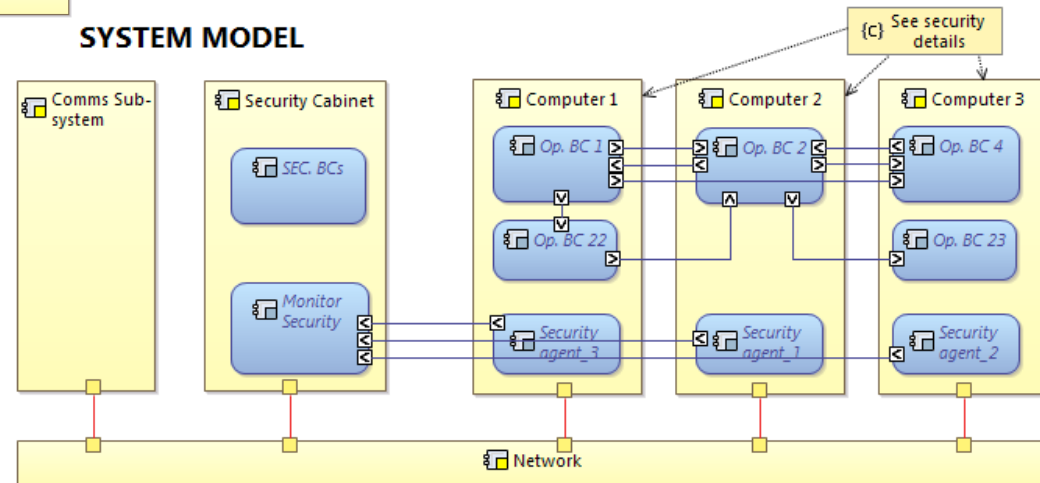 SYSTEM MODEL
{c} See security
details
Comms Sub-
system
Security Cabinet
Computer 1
Computer 2
Computer 3
SEC. BCs
Op. BC 1
Op. BC 2
Op. BC 4
Op. BC 22
Op. BC 23
Monitor
Security
Security
agent_3
Security
agent_1
Security
agent_2
Network